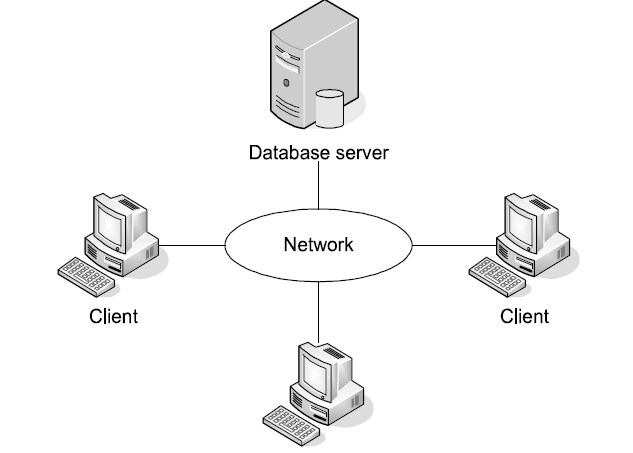 Database server
Network
Client
Client